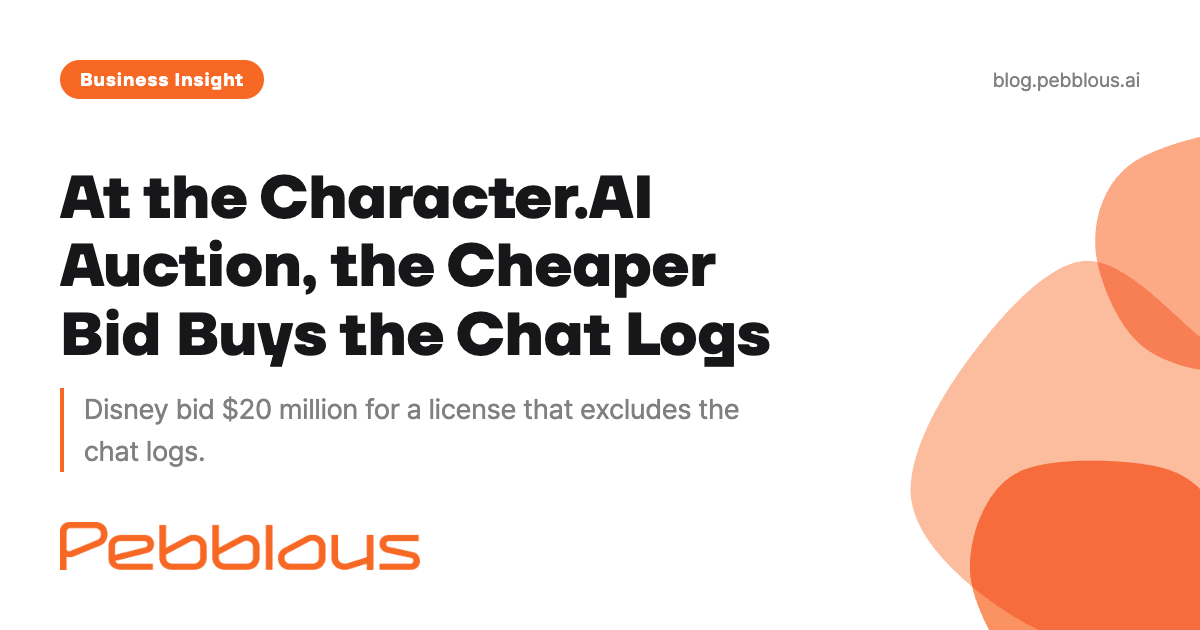 Business Insight
blog.pebblous.ai
At the Character.AI
Auction, the Cheaper
Bid Buys the Chat Logs
Disney bid $20 million for a license that excludes the
chat logs.
Pebblous